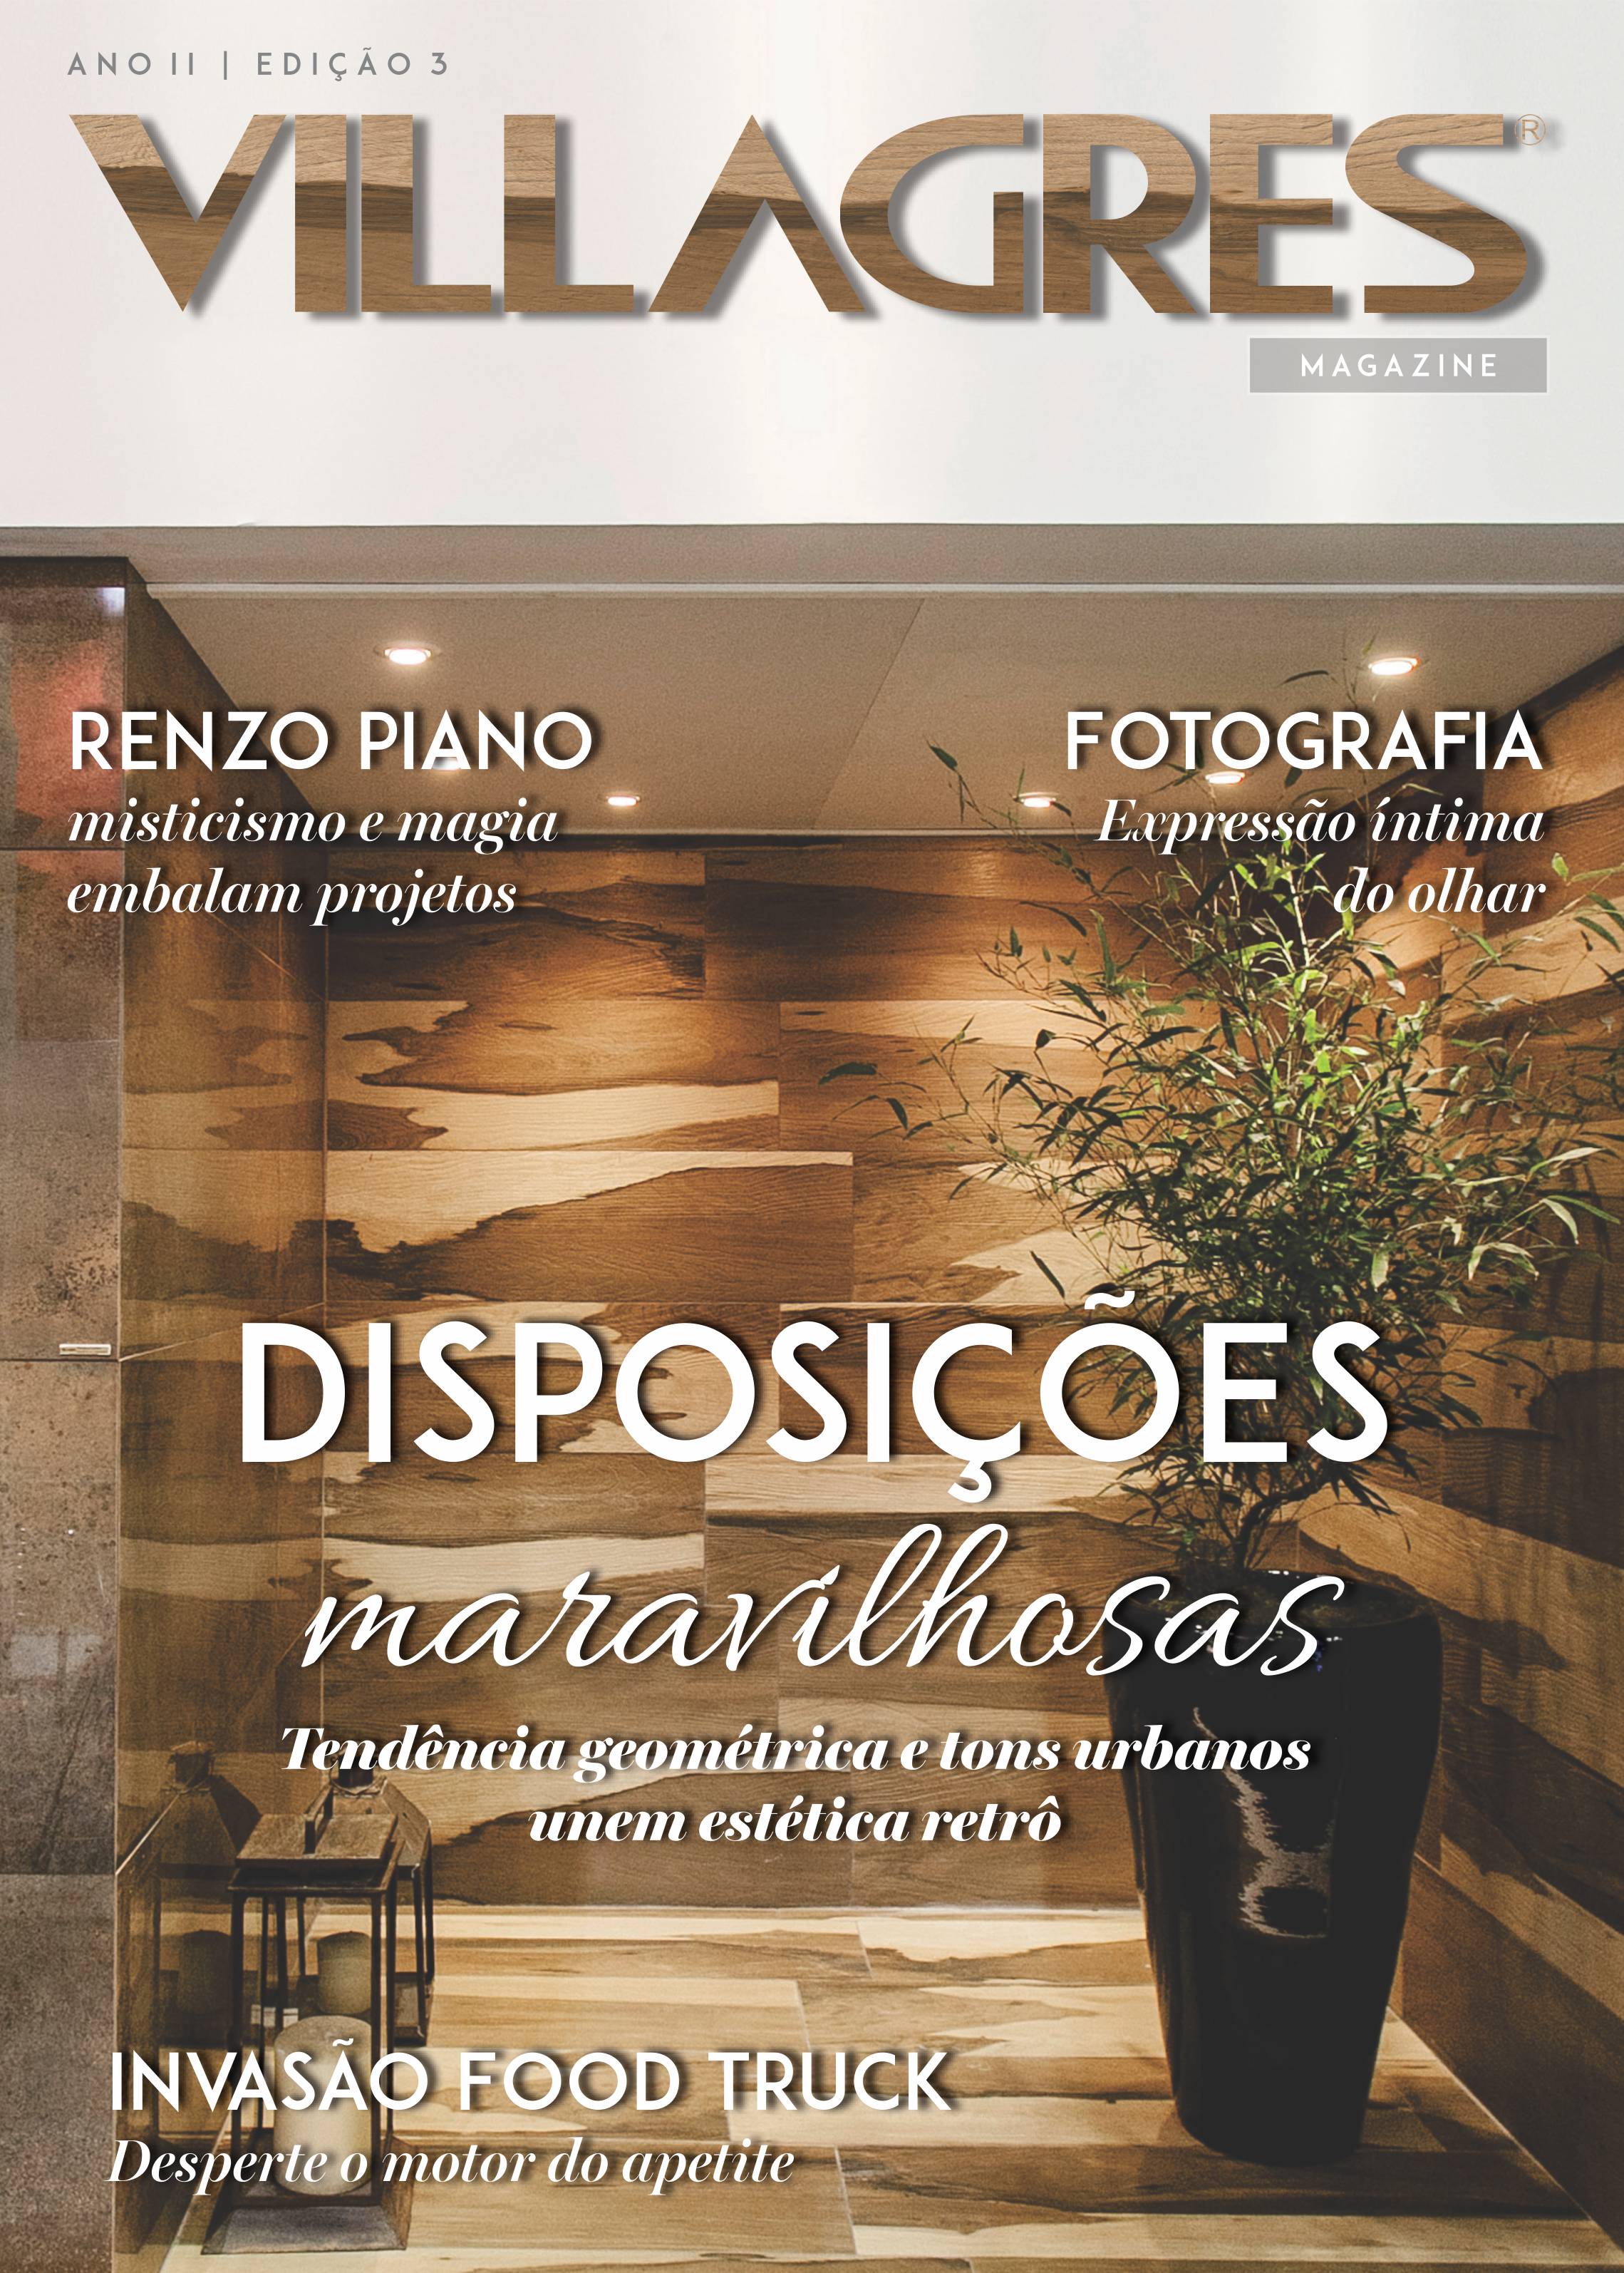 ANO II | EDIÇÃO 3
VILLAGRES®
MAGAZINE
RENZO PIANO
misticismo e magia
embalam projetos
FOTOGRAFIA
Expressão íntima
do olhar
DISPOSIÇÕES
maravilhosas
Tendência geométrica e tons urbanos
unem estética retrô
INVASÃO FOOD TRUCK
Desperte o motor do apetite